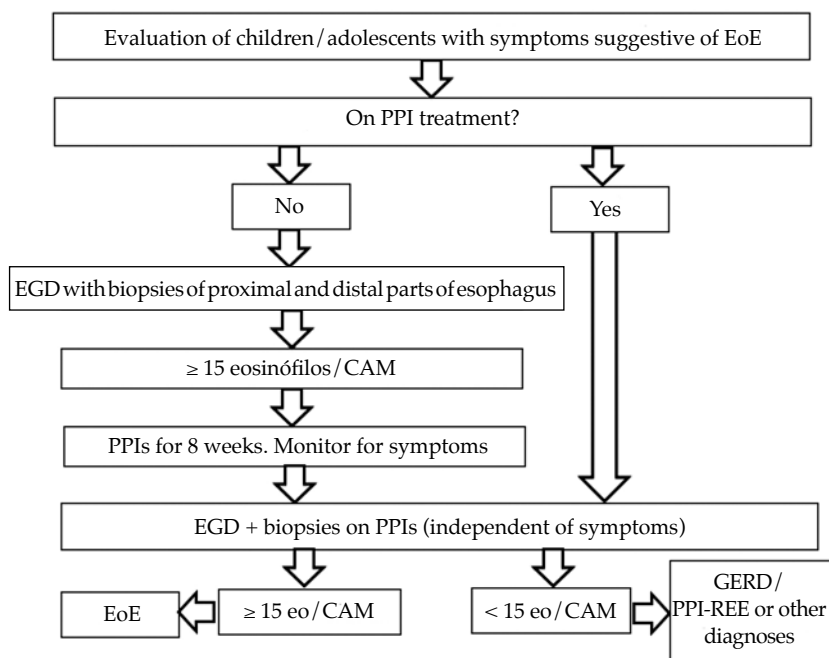 Evaluation of children/adolescents with symptoms suggestive of EoE
On PPI treatment?
No
Yes
EGD with biopsies of proximal and distal parts of esophagus
≥ 15 eosinófilos/CAM
PPIs for 8 weeks. Monitor for symptoms
EGD + biopsies on PPIs (independent of symptoms)
EoE
≥ 15 eo/CAM
< 15 eo/CAM
GERD/
PPI-REE or other
diagnoses